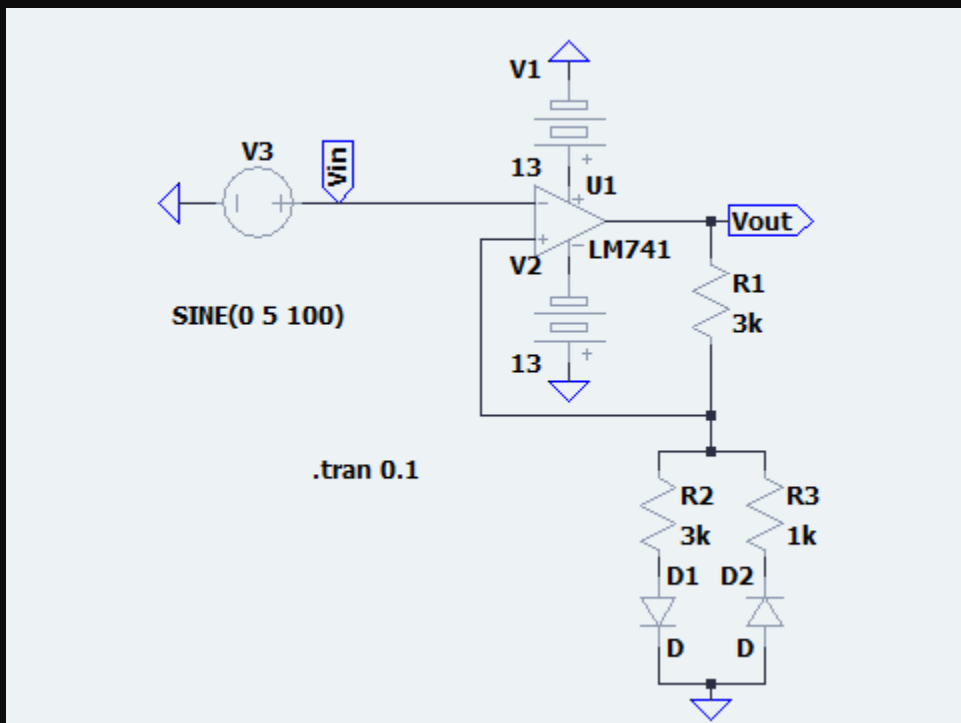 V1
13
V3
Vin
U1
LM741
Vout
V2
13
SINE(0 5 100)
R1
3k
.tran 0.1
R2
3k
R3
1k
D1
D2
D
D